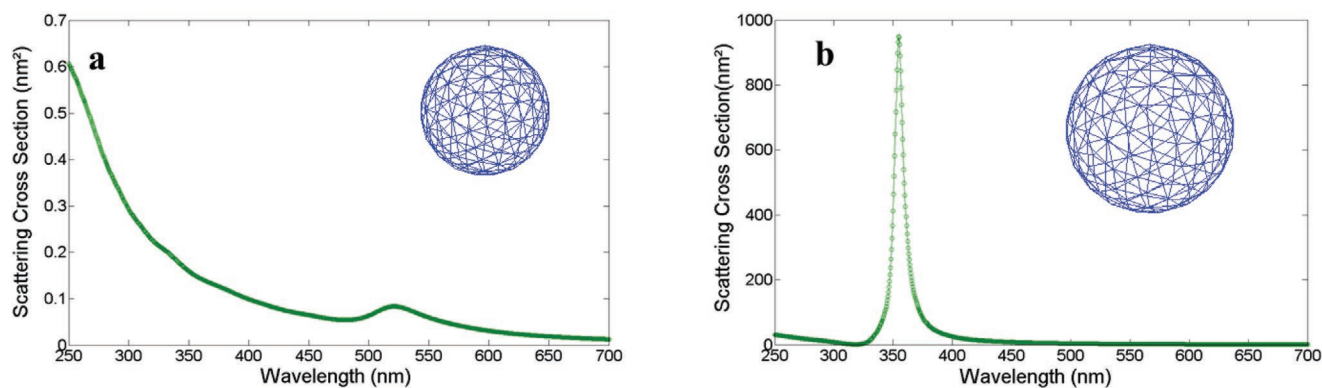 a
0.7
0.6
0.5
0.4
0.3
0.2
0.1
0
Scattering Cross Section (nm²)
250 300 350 400 450 500 550 600 650 700
Wavelength (nm)
b
1000
800
600
400
200
0
Scattering Cross Section(nm²)
250 300 350 400 450 500 550 600 650 700
Wavelength (nm)